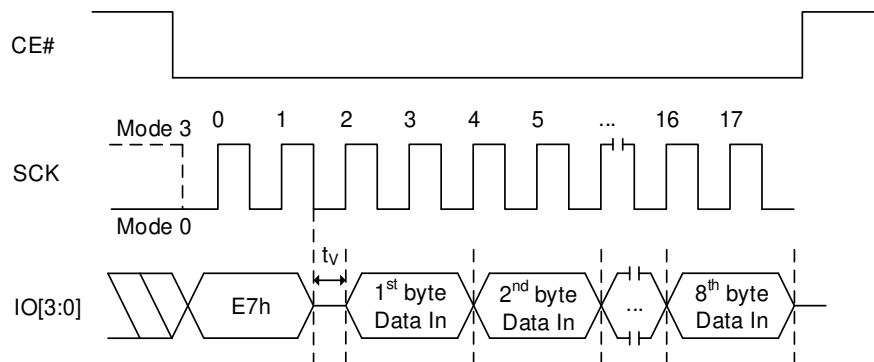 CE#
0 1 2 3 4 5 ... 16 17
Mode 3
SCK
Mode 0
tV
IO[3:0]
E7h
1st byte
Data In
2nd byte
Data In
...
8th byte
Data In